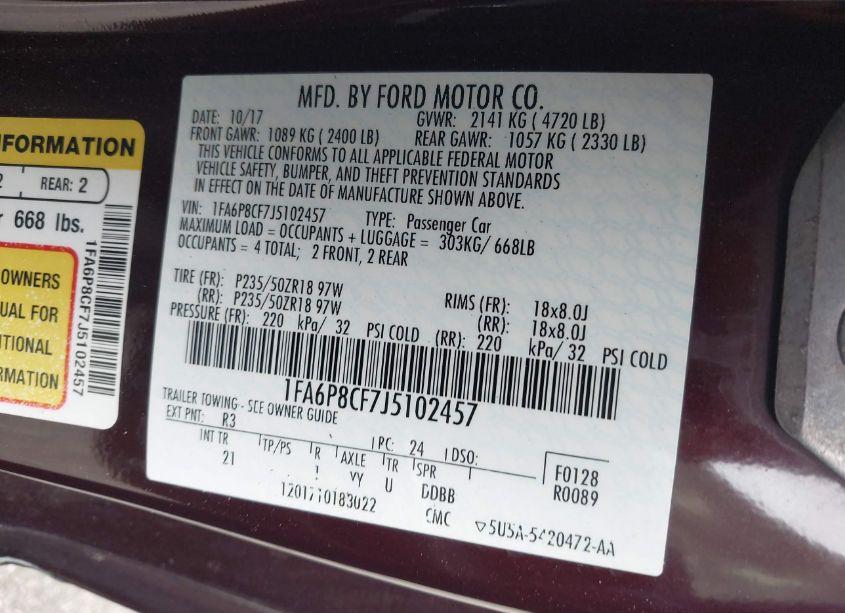 NFORMATION
2 REAR: 2
r 668 lbs.
OWNERS
UAL FOR
ITIONAL
RMATION
1FA6P8CF7J5102457
MFD. BY FORD MOTOR CO.
DATE: 10/17 GVWR: 2141 KG ( 4720 LB)
FRONT GAWR: 1089 KG ( 2400 LB) REAR GAWR: 1057 KG ( 2330 LB)
THIS VEHICLE CONFORMS TO ALL APPLICABLE FEDERAL MOTOR
VEHICLE SAFETY, BUMPER, AND THEFT PREVENTION STANDARDS
IN EFFECT ON THE DATE OF MANUFACTURE SHOWN ABOVE.
VIN: 1FA6P8CF7J5102457 TYPE: Passenger Car
MAXIMUM LOAD = OCCUPANTS + LUGGAGE = 303KG/ 668LB
OCCUPANTS = 4 TOTAL; 2 FRONT, 2 REAR
TIRE (FR): P235/50ZR18 97W RIMS (FR): 18x8.0J
(RR): P235/50ZR18 97W (RR): 18x8.0J
PRESSURE (FR): 220 kPa/ 32 PSI COLD (RR): 220 kPa/ 32 PSI COLD
1FA6P8CF7J5102457
TRAILER TOWING - SEE OWNER GUIDE
EXT PNT: R3 PC: 24 DSO:
INT TR TP/PS R AXLE TR SPR F0128
21 ! VY U DDBB R0089
1201710183022 CMC 5U5A-5420472-AA